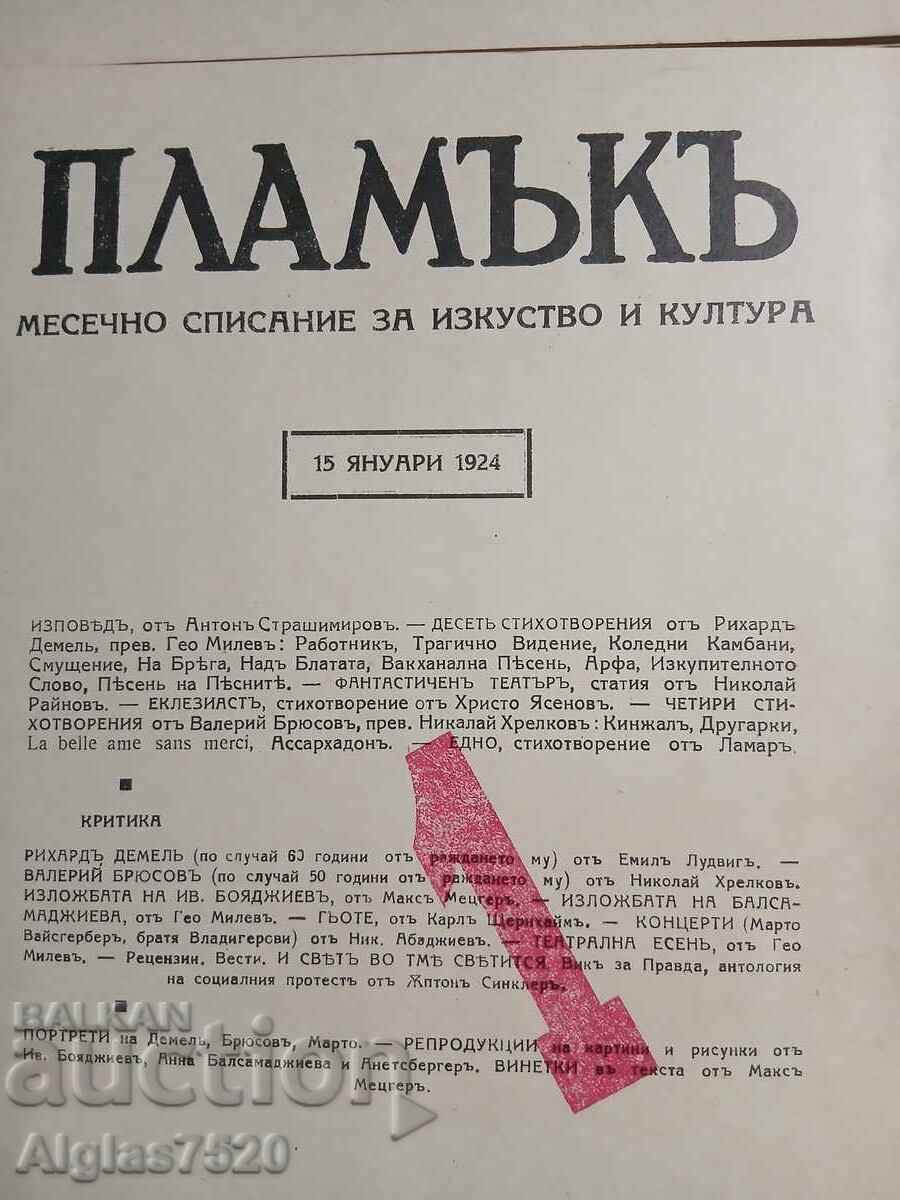 ПЛАМЪКЪ
МЕСЕЧНО СПИСАНИЕ ЗА ИЗКУСТВО И КУЛТУРА
15 ЯНУАРИ 1924
ИЗПОВѢДЪ, отъ Антонъ Страшимировъ. — ДЕСЕТЬ СТИХОТВОРЕНИЯ отъ Рихардъ
Демель, прев. Гео Милевъ: Работникъ, Трагично Видение, Коледни Камбани,
Смущение, На Брѣга, Надъ Блатата, Вакханална Пѣсень, Арфа, Изкупителното
Слово, Пѣсень на Пѣснитѣ. — ФАНТАСТИЧЕНЪ ТЕАТЪРЪ, статия отъ Николай
Райновъ. — ЕКЛЕЗИАСТЪ, стихотворение отъ Христо Ясеновъ. — ЧЕТИРИ СТИ-
ХОТВОРЕНИЯ отъ Валерий Брюсовъ, прев. Николай Хрелковъ: Кинжалъ, Другарки,
La belle ame sans merci, Ассархадонъ. — ЕДНО, стихотворение отъ Ламаръ.
КРИТИКА
РИХАРДЪ ДЕМЕЛЬ (по случай 60 години отъ раждането му) отъ Емилъ Лудвигъ. —
ВАЛЕРИЙ БРЮСОВЪ (по случай 50 години отъ раждането му) отъ Николай Хрелковъ.
ИЗЛОЖБАТА НА ИВ. БОЯДЖИЕВЪ, отъ Максъ Мецгеръ. — ИЗЛОЖБАТА НА БАЛСА-
МАДЖИЕВА, отъ Гео Милевъ. — ГЬОТЕ, отъ Карлъ Щернхаймъ. — КОНЦЕРТИ (Марто
Вайсгерберъ, братя Владигерови) отъ Ник. Абаджиевъ. — ТЕАТРАЛНА ЕСЕНЬ, отъ Гео
Милевъ. — Рецензии. Вести. И СВѢТЪ ВО ТМѢ СВѢТИТСЯ. Викъ за Правда, антология
на социалния протестъ отъ Ѫптонъ Синклеръ.
ПОРТРЕТИ на Демель, Брюсовъ, Марто. — РЕПРОДУКЦИИ на картини и рисунки отъ
Ив. Бояджиевъ, Анна Балсамаджиева и Анетсбергеръ. ВИНЕТКИ въ текста отъ Максъ
Мецгеръ.
1
BALKAN
auction
Alglas7520